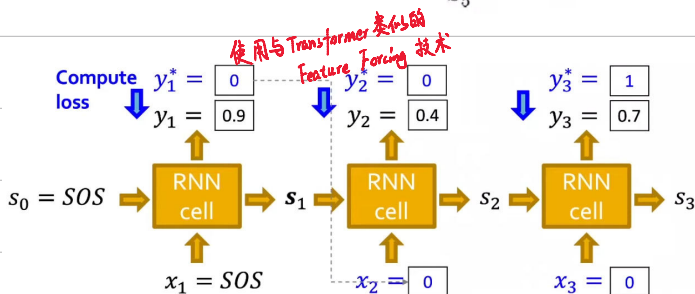 使用与Transformer类似的
Feature Forcing 技术
Compute loss
y₁* = 0
y₂* = 0
y₃* = 1
y₁ = 0.9
y₂ = 0.4
y₃ = 0.7
s₀ = SOS
RNN cell
s₁
RNN cell
s₂
RNN cell
s₃
x₁ = SOS
x₂ = 0
x₃ = 0